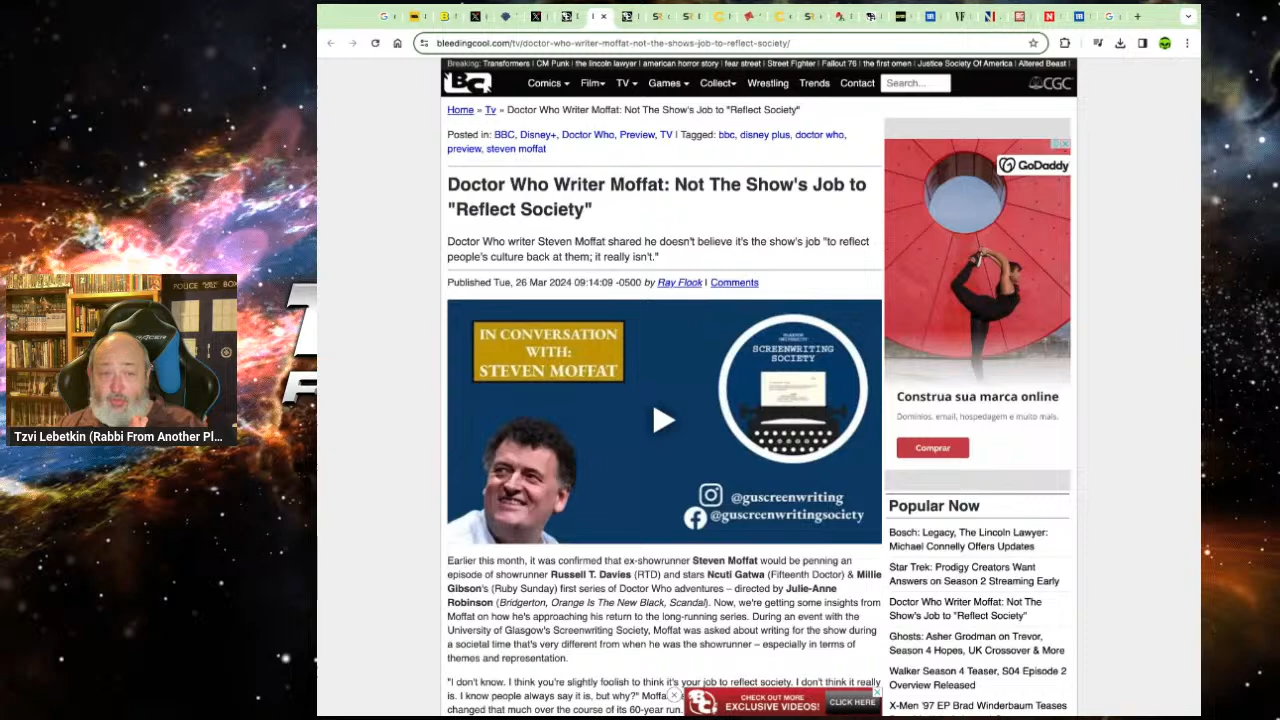 bleedingcool.com/tv/doctor-who-writer-moffat-not-the-shows-job-to-reflect-society/
Breaking: Transformers | CM Punk | the lincoln lawyer | american horror story | fear street | Street Fighter | Fallout 76 | the first omen | Justice Society Of America | Altered Beast |
BC
Comics
Film
TV
Games
Collect
Wrestling
Trends
Contact
Search...
CGC
Home » Tv » Doctor Who Writer Moffat: Not The Show's Job to "Reflect Society"
Posted in: BBC, Disney+, Doctor Who, Preview, TV | Tagged: bbc, disney plus, doctor who,
preview, steven moffat
Doctor Who Writer Moffat: Not The Show's Job to
"Reflect Society"
Doctor Who writer Steven Moffat shared he doesn't believe it's the show's job "to reflect
people's culture back at them; it really isn't."
Published Tue, 26 Mar 2024 09:14:09 -0500 by Ray Flook | Comments
IN CONVERSATION
WITH:
STEVEN MOFFAT
SCREENWRITING
SOCIETY
@guscreenwriting
@guscreenwritingsociety
Earlier this month, it was confirmed that ex-showrunner Steven Moffat would be penning an
episode of showrunner Russell T. Davies (RTD) and stars Ncuti Gatwa (Fifteenth Doctor) & Millie
Gibson's (Ruby Sunday) first series of Doctor Who adventures – directed by Julie-Anne
Robinson (Bridgerton, Orange Is The New Black, Scandal). Now, we're getting some insights from
Moffat on how he's approaching his return to the long-running series. During an event with the
University of Glasgow's Screenwriting Society, Moffat was asked about writing for the show during
a societal time that's very different from when he was the showrunner – especially in terms of
themes and representation.
"I don't know. I think you're slightly foolish to think it's your job to reflect society. I don't think it really
is. I know people always say it is, but why?" Moffa
changed that much over the course of its 60-year run.
CHECK OUT MORE
EXCLUSIVE VIDEOS!
CLICK HERE
GoDaddy
Construa sua marca online
Domínios, email, hospedagem e muito mais.
Comprar
Popular Now
Bosch: Legacy, The Lincoln Lawyer:
Michael Connelly Offers Updates
Star Trek: Prodigy Creators Want
Answers on Season 2 Streaming Early
Doctor Who Writer Moffat: Not The
Show's Job to "Reflect Society"
Ghosts: Asher Grodman on Trevor,
Season 4 Hopes, UK Crossover & More
Walker Season 4 Teaser, S04 Episode 2
Overview Released
X-Men '97 EP Brad Winderbaum Teases
POLICE BOX
Tzvi Lebetkin (Rabbi From Another Pl...